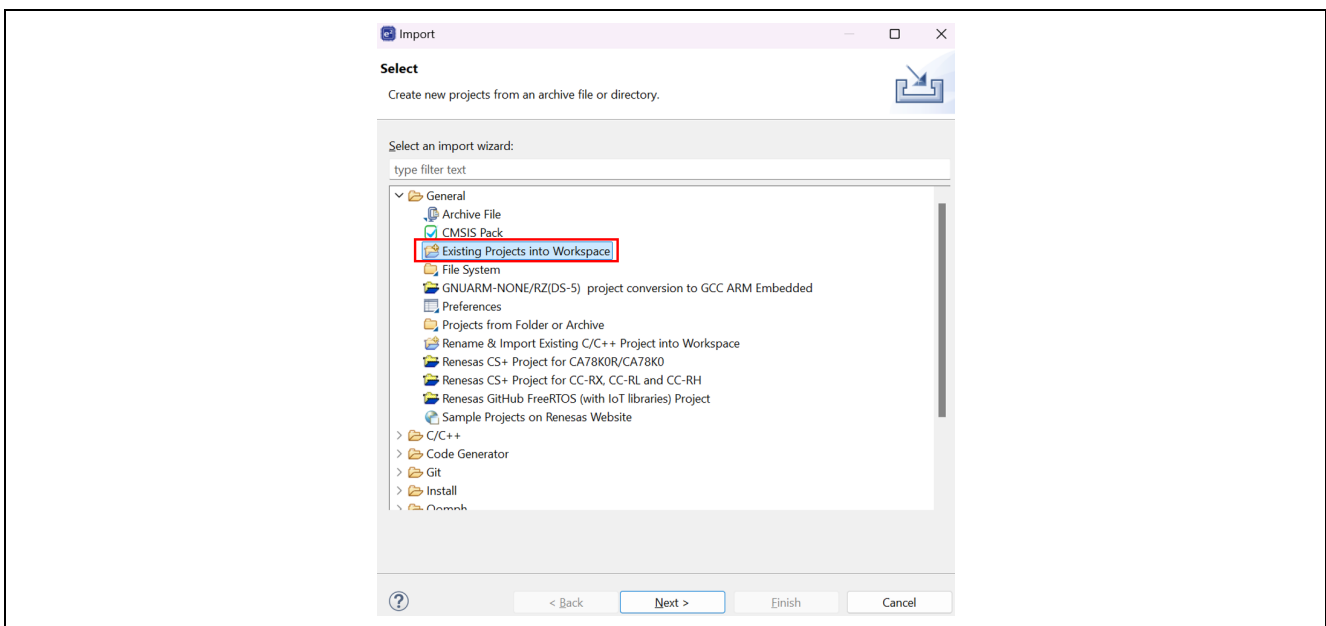 e² Import
Select
Create new projects from an archive file or directory.
Select an import wizard:
type filter text
General
Archive File
CMSIS Pack
Existing Projects into Workspace
File System
GNUARM-NONE/RZ(DS-5) project conversion to GCC ARM Embedded
Preferences
Projects from Folder or Archive
Rename & Import Existing C/C++ Project into Workspace
Renesas CS+ Project for CA78K0R/CA78K0
Renesas CS+ Project for CC-RX, CC-RL and CC-RH
Renesas GitHub FreeRTOS (with IoT libraries) Project
Sample Projects on Renesas Website
> C/C++
> Code Generator
> Git
> Install
> Oomph
? < Back Next > Finish Cancel